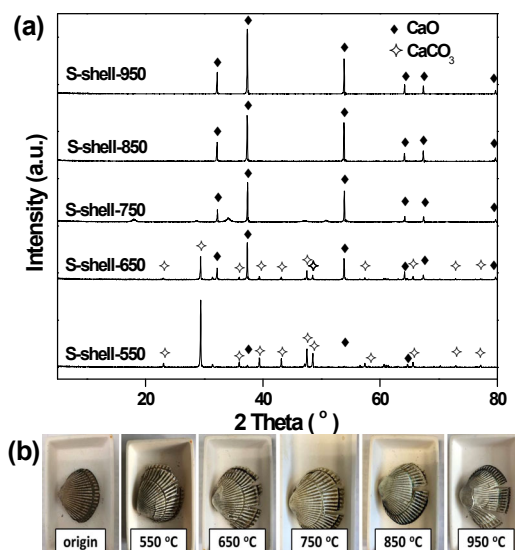 (a)
◆ CaO
✧ CaCO₃
S-shell-950
S-shell-850
S-shell-750
S-shell-650
S-shell-550
Intensity (a.u.)
20 40 60 80
2 Theta ( ° )
(b)
origin 550 °C 650 °C 750 °C 850 °C 950 °C